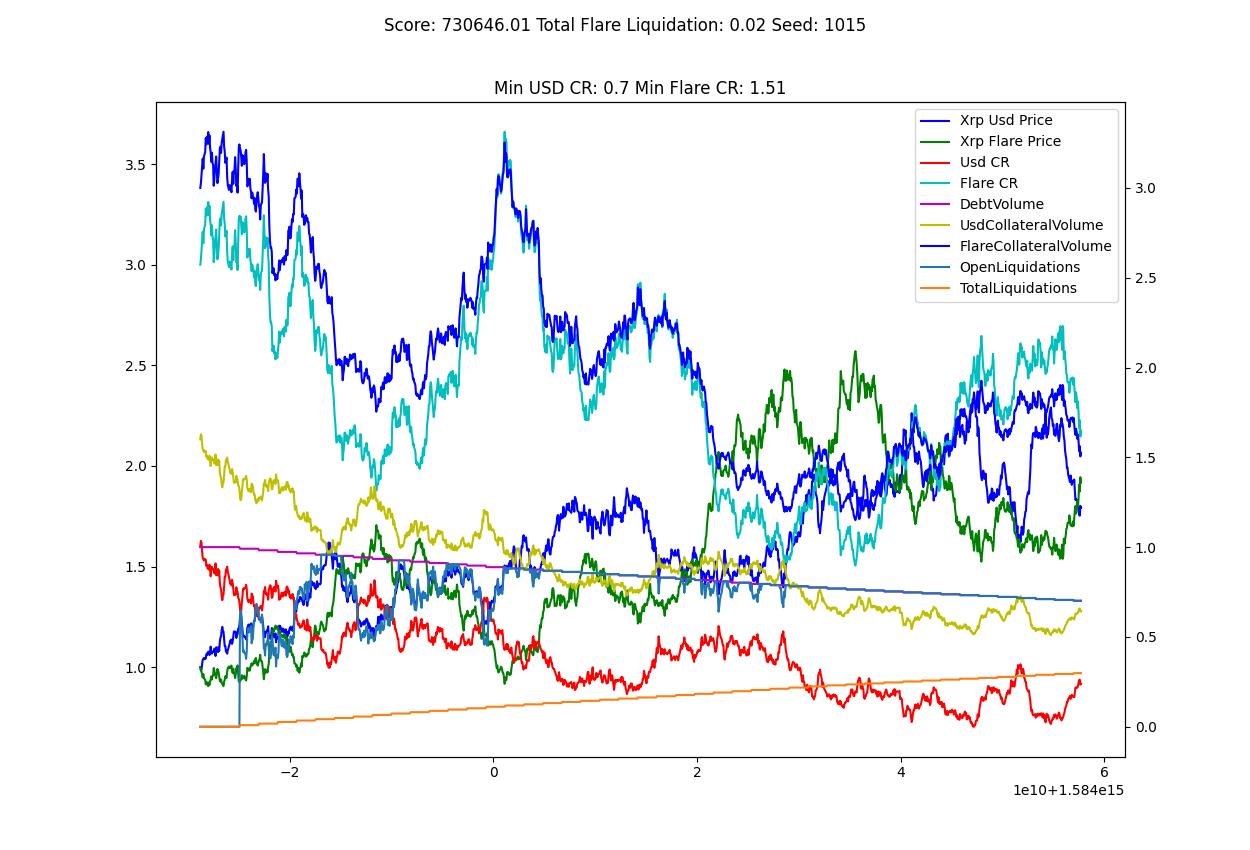 Score: 730646.01 Total Flare Liquidation: 0.02 Seed: 1015
Min USD CR: 0.7 Min Flare CR: 1.51
Xrp Usd Price
Xrp Flare Price
Usd CR
Flare CR
DebtVolume
UsdCollateralVolume
FlareCollateralVolume
OpenLiquidations
TotalLiquidations
3.5
3.0
2.5
2.0
1.5
1.0
3.0
2.5
2.0
1.5
1.0
0.5
0.0
−2 0 2 4 6
1e10+1.584e15